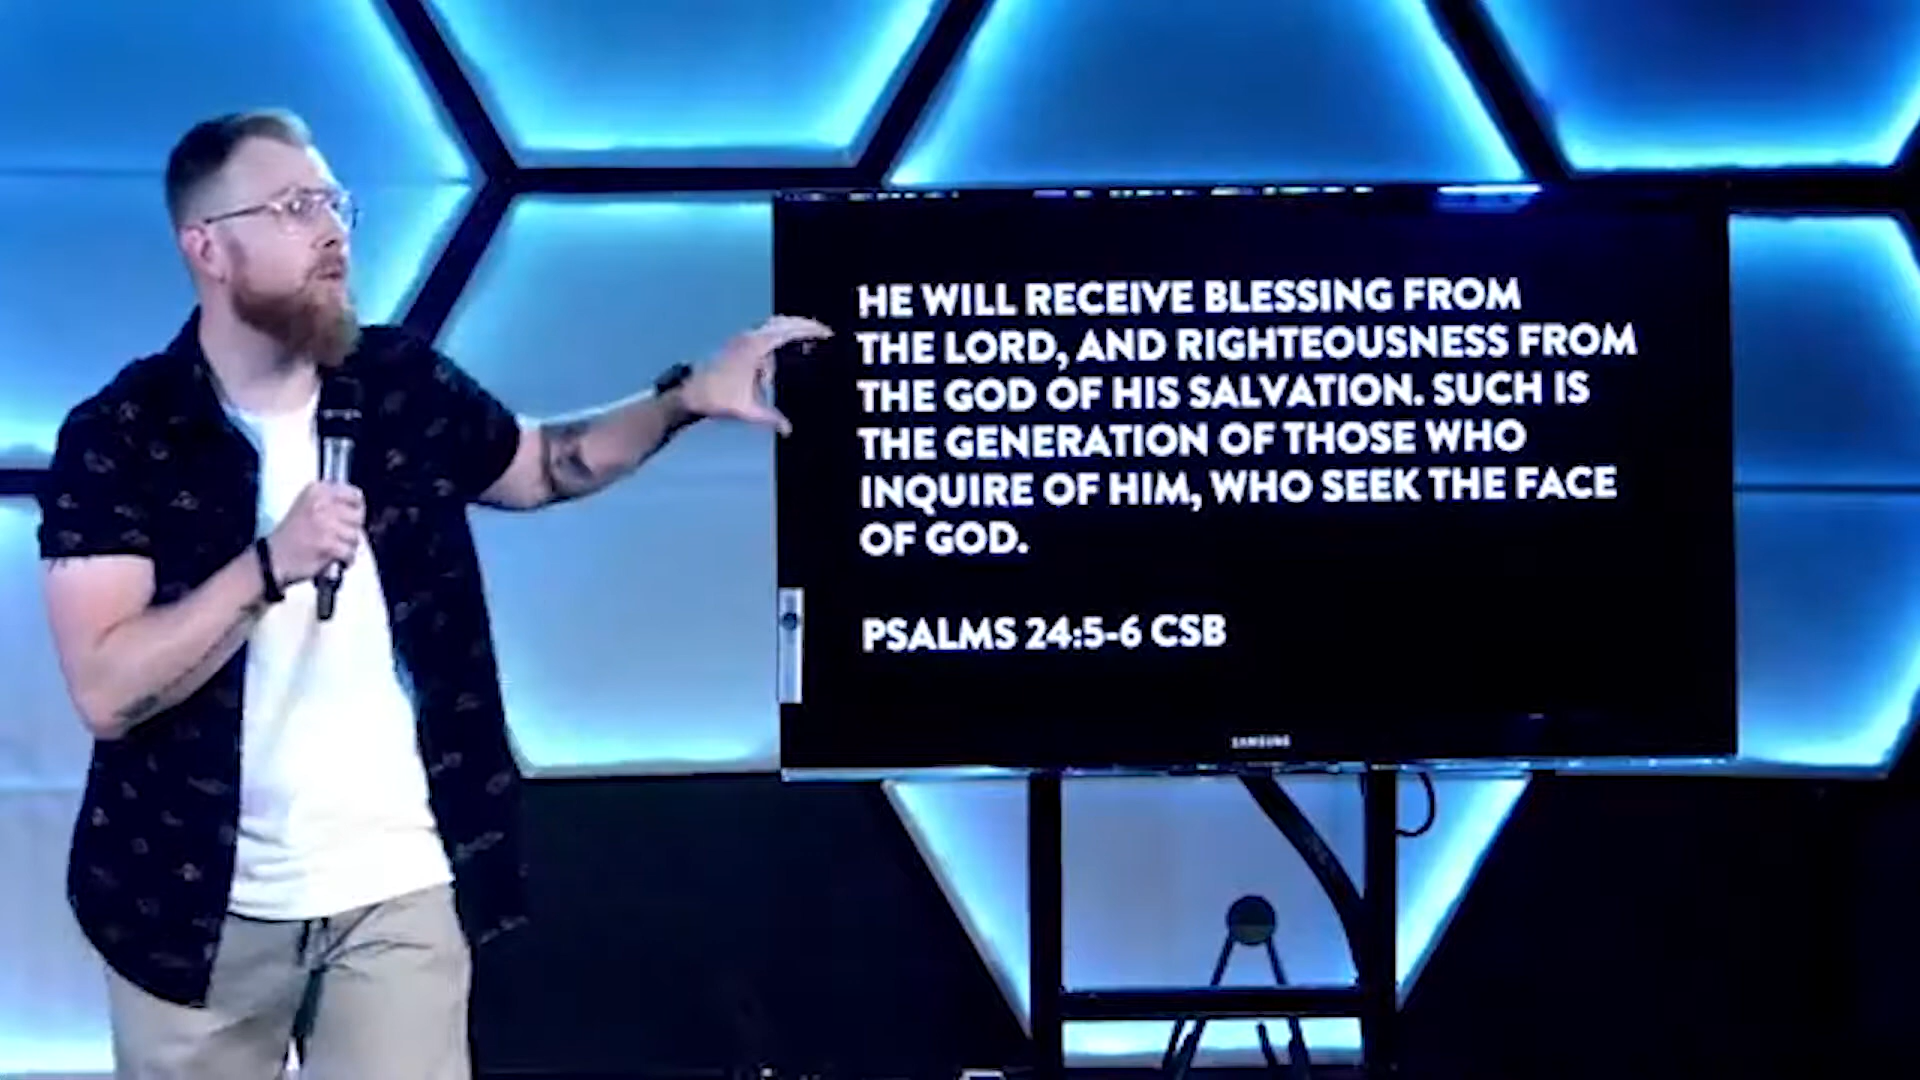 HE WILL RECEIVE BLESSING FROM
THE LORD, AND RIGHTEOUSNESS FROM
THE GOD OF HIS SALVATION. SUCH IS
THE GENERATION OF THOSE WHO
INQUIRE OF HIM, WHO SEEK THE FACE
OF GOD.
PSALMS 24:5-6 CSB
SAMSUNG